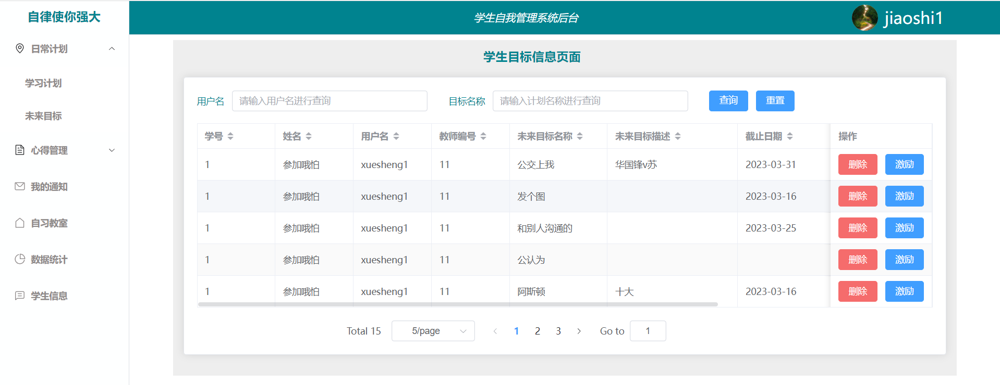 自律使你强大
学生自我管理系统后台
jiaoshi1
日常计划
学习计划
未来目标
心得管理
我的通知
自习教室
数据统计
学生信息
学生目标信息页面
用户名 请输入用户名进行查询 目标名称 请输入计划名称进行查询 查询 重置
学号 姓名 用户名 教师编号 未来目标名称 未来目标描述 截止日期 操作
1 参加哦怕 xuesheng1 11 公交上我 华国锋v苏 2023-03-31 删除 激励
1 参加哦怕 xuesheng1 11 发个图 2023-03-16 删除 激励
1 参加哦怕 xuesheng1 11 和别人沟通的 2023-03-25 删除 激励
1 参加哦怕 xuesheng1 11 公认为 删除 激励
1 参加哦怕 xuesheng1 11 阿斯顿 十大 2023-03-16 删除 激励
Total 15 5/page 1 2 3 Go to 1